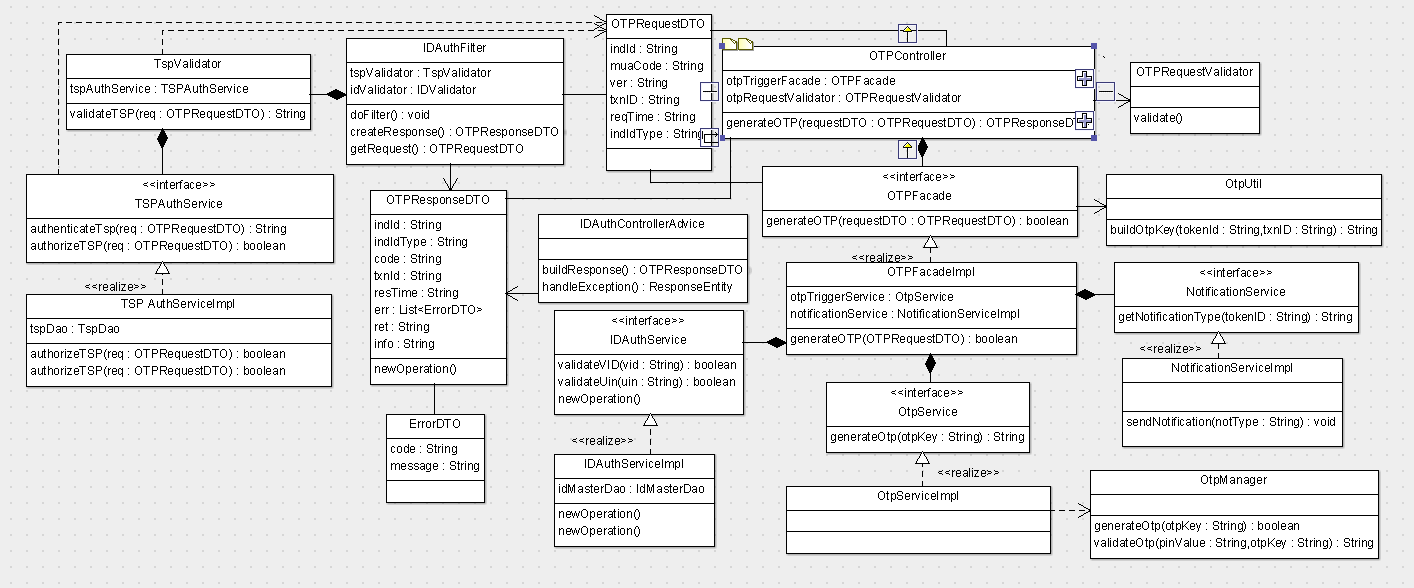 OTPRequestDTO
indId : String
muaCode : String
ver : String
txnID : String
reqTime : String
indIdType : String
TspValidator
tspAuthService : TSPAuthService
validateTSP(req : OTPRequestDTO) : String
IDAuthFilter
tspValidator : TspValidator
idValidator : IDValidator
doFilter() : void
createResponse() : OTPResponseDTO
getRequest() : OTPRequestDTO
OTPController
otpTriggerFacade : OTPFacade
otpRequestValidator : OTPRequestValidator
generateOTP(requestDTO : OTPRequestDTO) : OTPResponseDT
OTPRequestValidator
validate()
<<interface>>
TSPAuthService
authenticateTsp(req : OTPRequestDTO) : String
authorizeTSP(req : OTPRequestDTO) : boolean
<<realize>>
TSP AuthServiceImpl
tspDao : TspDao
authorizeTSP(req : OTPRequestDTO) : boolean
authorizeTSP(req : OTPRequestDTO) : boolean
OTPResponseDTO
indId : String
indIdType : String
code : String
txnId : String
resTime : String
err : List<ErrorDTO>
ret : String
info : String
newOperation()
ErrorDTO
code : String
message : String
IDAuthControllerAdvice
buildResponse() : OTPResponseDTO
handleException() : ResponseEntity
<<interface>>
IDAuthService
validateVID(vid : String) : boolean
validateUin(uin : String) : boolean
newOperation()
<<realize>>
IDAuthServiceImpl
idMasterDao : IdMasterDao
newOperation()
newOperation()
<<interface>>
OTPFacade
generateOTP(requestDTO : OTPRequestDTO) : boolean
<<realize>>
OTPFacadeImpl
otpTriggerService : OtpService
notificationService : NotificationServiceImpl
generateOTP(OTPRequestDTO) : boolean
<<interface>>
OtpService
generateOtp(otpKey : String) : String
<<realize>>
OtpServiceImpl
OtpUtil
buildOtpKey(tokenId : String,txnID : String) : String
<<interface>>
NotificationService
getNotificationType(tokenID : String) : String
<<realize>>
NotificationServiceImpl
sendNotification(notType : String) : void
OtpManager
generateOtp(otpKey : String) : boolean
validateOtp(pinValue : String,otpKey : String) : String